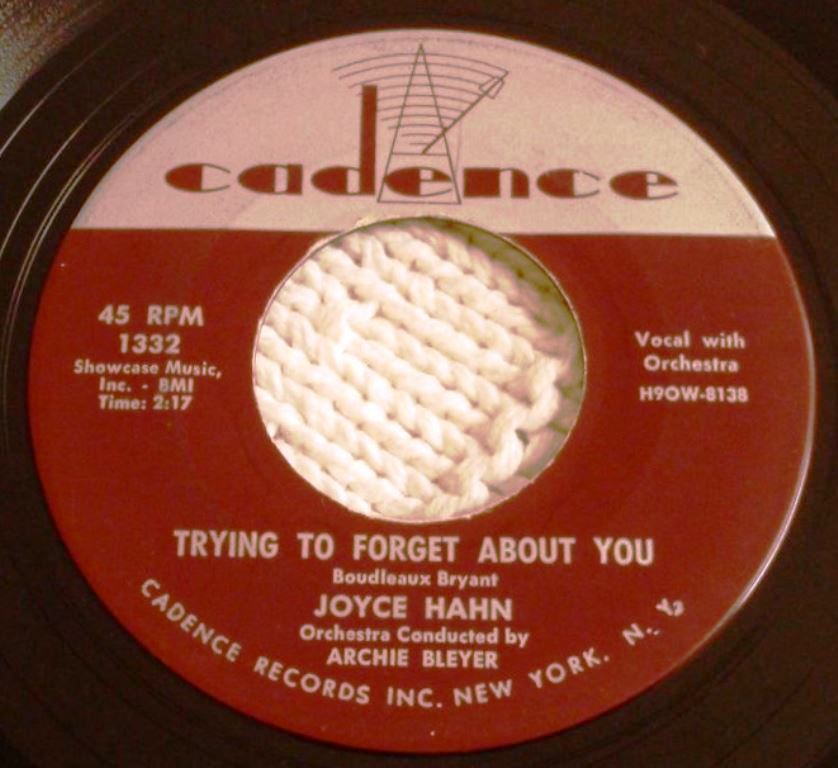 cadence
45 RPM
1332
Showcase Music,
Inc. - BMI
Time: 2:17
Vocal with
Orchestra
H9OW-8138
TRYING TO FORGET ABOUT YOU
Boudleaux Bryant
JOYCE HAHN
Orchestra Conducted by
ARCHIE BLEYER
CADENCE RECORDS INC. NEW YORK. N. Y.